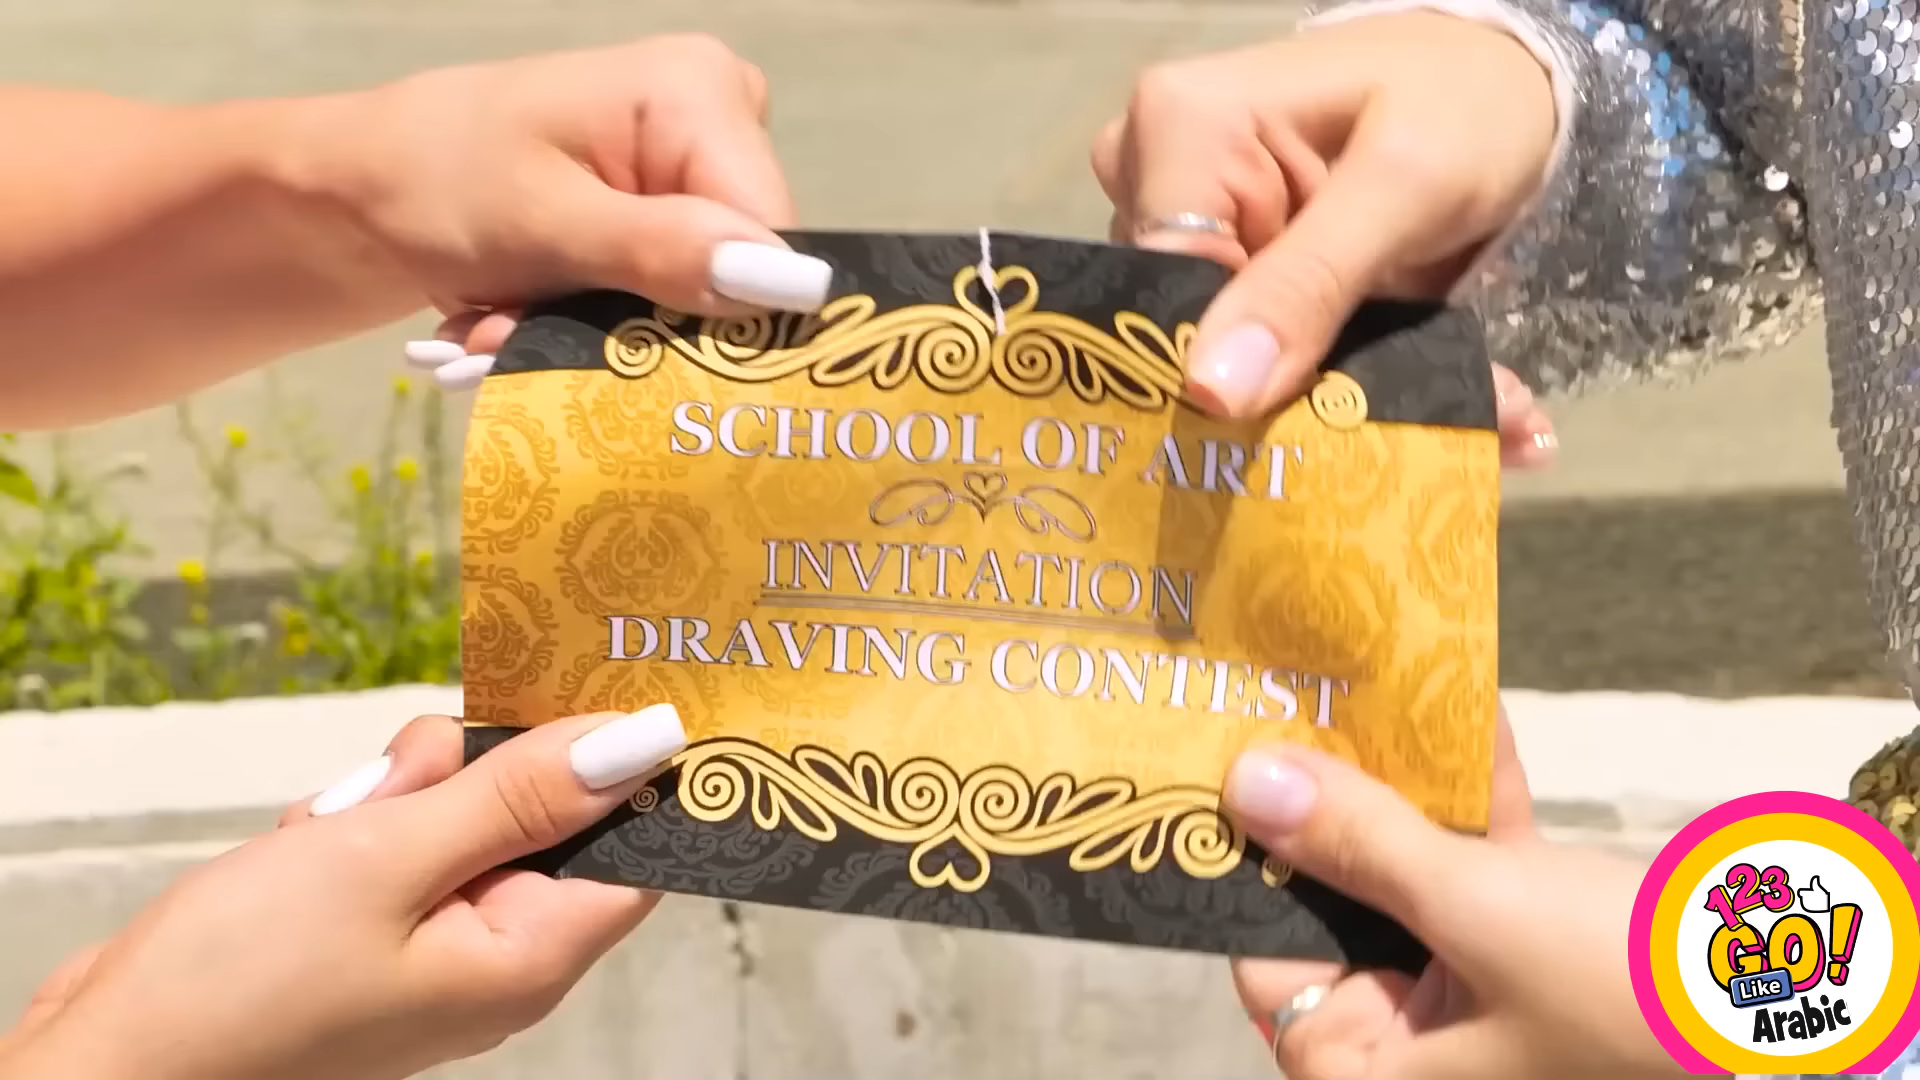 SCHOOL OF ART
INVITATION
DRAVING CONTEST
123
GO!
Like
Arabic